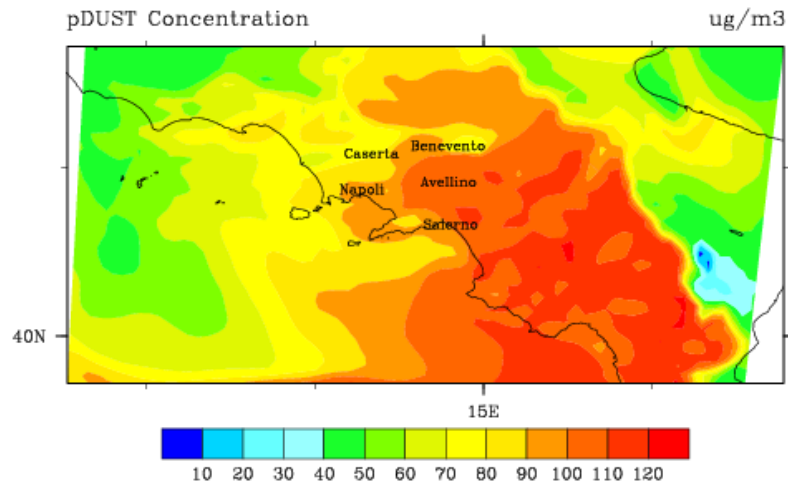 pDUST Concentration ug/m3
Benevento
Caserta
Avellino
Napoli
Salerno
40N
15E
10 20 30 40 50 60 70 80 90 100 110 120